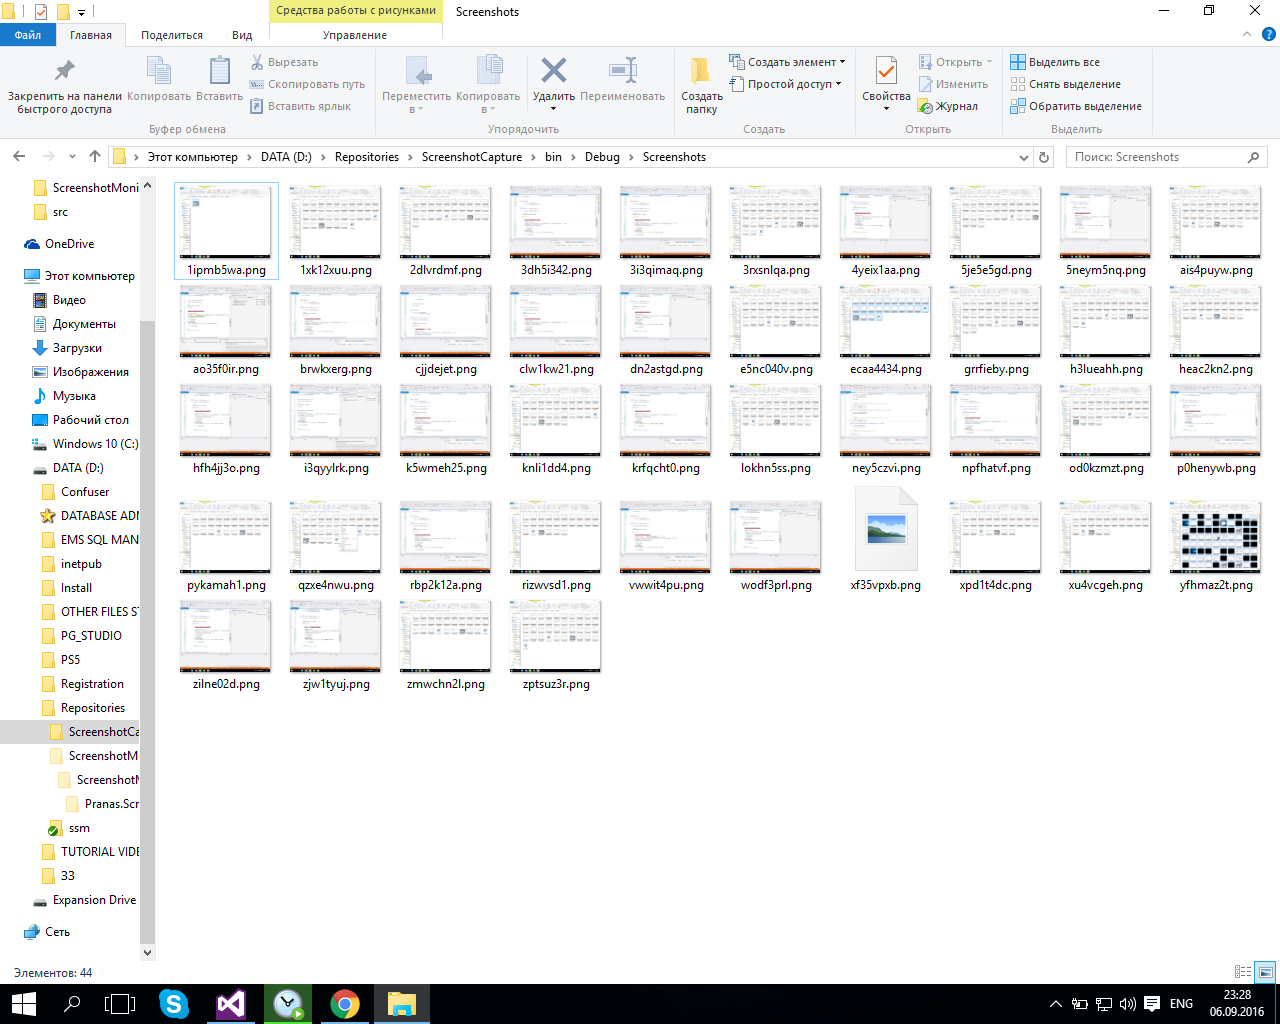 Средства работы с рисунками
Screenshots
Файл
Главная
Поделиться
Вид
Управление
Закрепить на панели быстрого доступа
Копировать
Вставить
Вырезать
Скопировать путь
Вставить ярлык
Буфер обмена
Переместить в
Копировать в
Удалить
Переименовать
Упорядочить
Создать папку
Создать элемент
Простой доступ
Создать
Свойства
Открыть
Изменить
Журнал
Открыть
Выделить все
Снять выделение
Обратить выделение
Выделить
Этот компьютер
DATA (D:)
Repositories
ScreenshotCapture
bin
Debug
Screenshots
Поиск: Screenshots
ScreenshotMoni
src
OneDrive
Этот компьютер
Видео
Документы
Загрузки
Изображения
Музыка
Рабочий стол
Windows 10 (C:)
DATA (D:)
Confuser
DATABASE ADM
EMS SQL MAN
inetpub
Install
OTHER FILES ST
PG_STUDIO
PS5
Registration
Repositories
ScreenshotCa
ScreenshotM
Screenshot
Pranas.Scr
ssm
TUTORIAL VIDE
33
Expansion Drive
Сеть
1ipmb5wa.png
1xk12xuu.png
2dlvrdmf.png
3dh5i342.png
3i3qimaq.png
3rxsnlqa.png
4yeix1aa.png
5je5e5gd.png
5neym5nq.png
ais4puyw.png
ao35f0ir.png
brwkxerg.png
cjjdejet.png
clw1kw21.png
dn2astgd.png
e5nc040v.png
ecaa4434.png
grrfieby.png
h3lueahh.png
heac2kn2.png
hfh4jj3o.png
i3qyylrk.png
k5wmeh25.png
knli1dd4.png
krfqcht0.png
lokhn5ss.png
ney5czvi.png
npfhatvf.png
od0kzmzt.png
p0henywb.png
pykamah1.png
qzxe4nwu.png
rbp2k12a.png
rizwvsd1.png
vwwit4pu.png
wodf3prl.png
xf35vpxb.png
xpd1t4dc.png
xu4vcgeh.png
yfhmaz2t.png
zilne02d.png
zjw1tyuj.png
zmwchn2l.png
zptsuz3r.png
Элементов: 44
ENG
23:28
06.09.2016